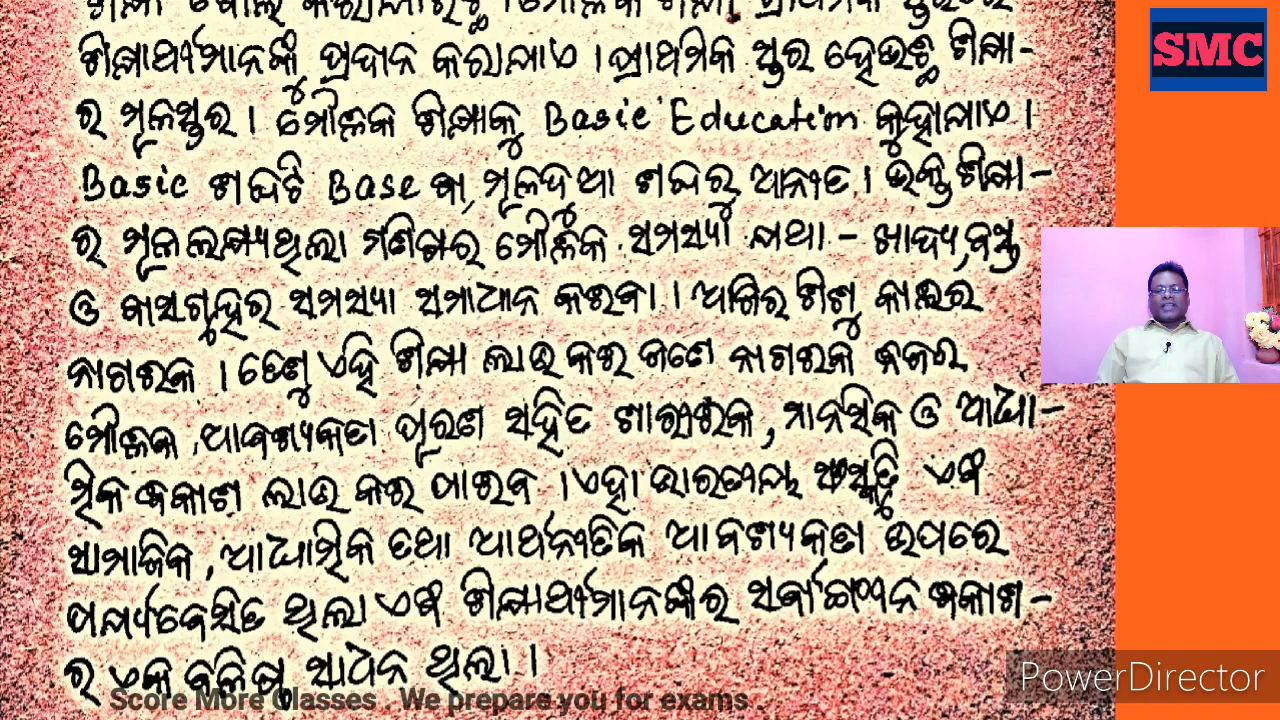 ଶିକ୍ଷାର୍ଥୀମାନଙ୍କୁ ପ୍ରଦାନ କରାଯାଏ । ପ୍ରାଥମିକ ସ୍ତର ହେଉଛି ଶିକ୍ଷା-
ର ମୂଳସ୍ତର । ମୌଳିକ ଶିକ୍ଷାକୁ Basic Education କୁହାଯାଏ ।
Basic ଶବ୍ଦଟି Base ବା ମୂଳଦୁଆ ଶବ୍ଦରୁ ଆନୀତ । ଉକ୍ତ ଶିକ୍ଷା-
ର ମୂଳଲକ୍ଷ୍ୟ ଥିଲା ମଣିଷର ମୌଳିକ ସମସ୍ୟା ଯଥା - ଖାଦ୍ୟ, ବସ୍ତ୍ର
ଓ ବାସଗୃହର ସମସ୍ୟା ସମାଧାନ କରିବା । ଆଜିର ଶିଶୁ କାଲିର
ନାଗରିକ । ତେଣୁ ଏହି ଶିକ୍ଷା ଲାଭ କରି ଜଣେ ନାଗରିକ ନିଜର
ମୌଳିକ ଆବଶ୍ୟକତା ପୂରଣ ସହିତ ଶାରୀରିକ, ମାନସିକ ଓ ଆଧ୍ୟା-
ତ୍ମିକ ବିକାଶ ଲାଭ କରି ପାରିବ । ଏହା ଭାରତୀୟ ସଂସ୍କୃତି ଏବଂ
ସାମାଜିକ, ଆଧ୍ୟାତ୍ମିକ ତଥା ଆର୍ଥନୀତିକ ଆବଶ୍ୟକତା ଉପରେ
ପର୍ଯ୍ୟବେସିତ ଥିଲା ଏବଂ ଶିକ୍ଷାର୍ଥୀମାନଙ୍କର ସର୍ବାଙ୍ଗୀନ ବିକାଶ-
ର ଏକ ବଳିଷ୍ଠ ସାଧନ ଥିଲା ।
SMC
Score More Classes . We prepare you for exams .
PowerDirector